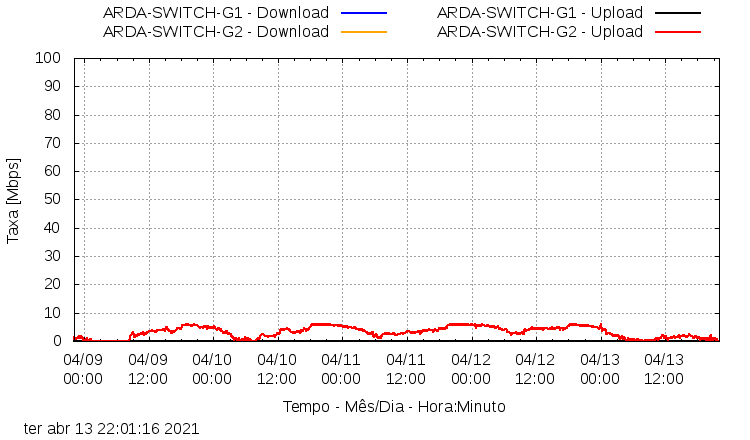 ARDA-SWITCH-G1 - Download ARDA-SWITCH-G1 - Upload
ARDA-SWITCH-G2 - Download ARDA-SWITCH-G2 - Upload
100
90
80
70
60
50
40
30
20
10
0
Taxa [Mbps]
04/09 04/09 04/10 04/10 04/11 04/11 04/12 04/12 04/13 04/13
00:00 12:00 00:00 12:00 00:00 12:00 00:00 12:00 00:00 12:00
Tempo - Mês/Dia - Hora:Minuto
ter abr 13 22:01:16 2021